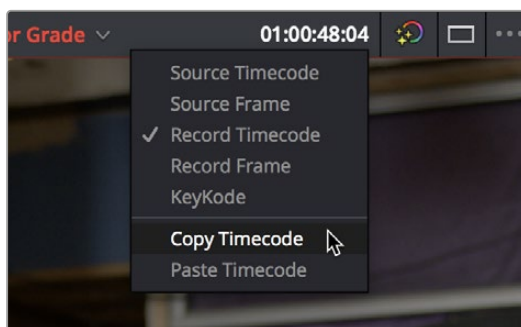 r Grade 01:00:48:04
Source Timecode
Source Frame
Record Timecode
Record Frame
KeyKode
Copy Timecode
Paste Timecode